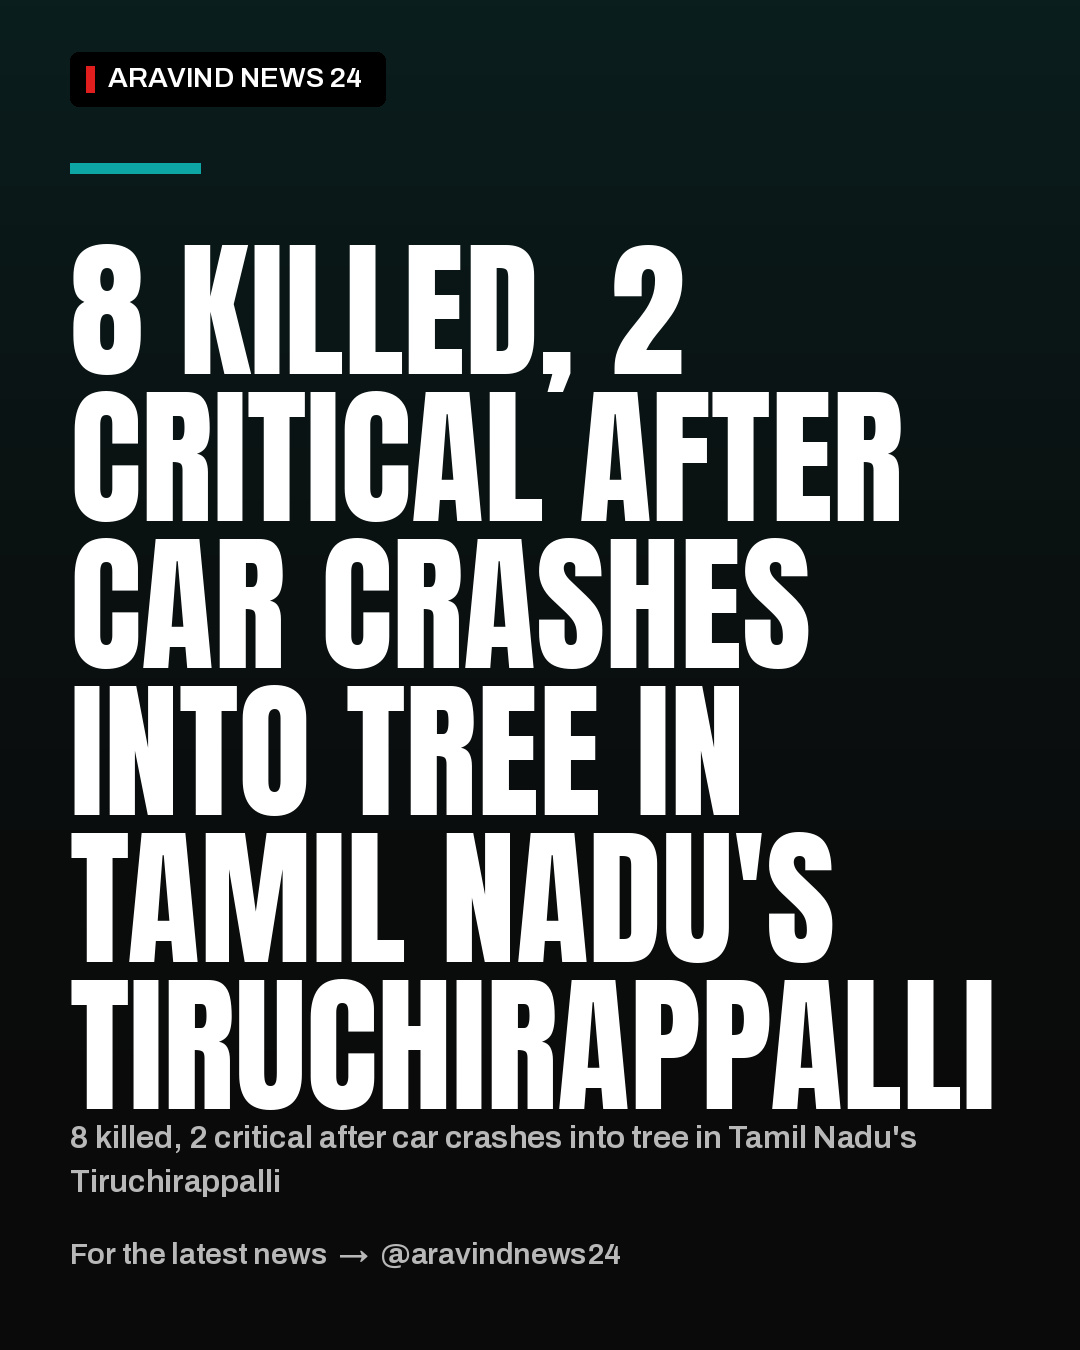 ARAVIND NEWS 24
8 KILLED, 2
CRITICAL AFTER
CAR CRASHES
INTO TREE IN
TAMIL NADU'S
TIRUCHIRAPPALLI
8 killed, 2 critical after car crashes into tree in Tamil Nadu's
Tiruchirappalli
For the latest news → @aravindnews24